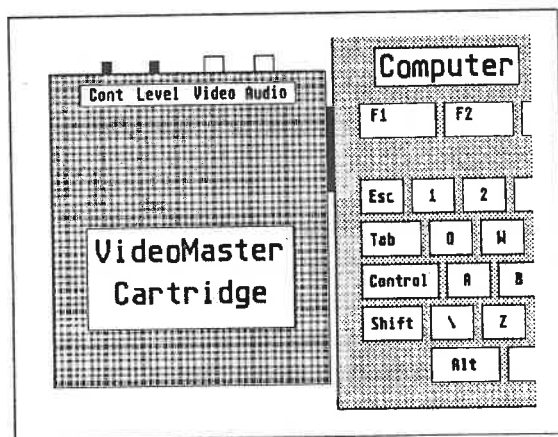 Computer
Cont Level Video Audio
F1 F2
Esc 1 2
VideoMaster
Cartridge
Tab Q W
Control A B
Shift \ Z
Alt